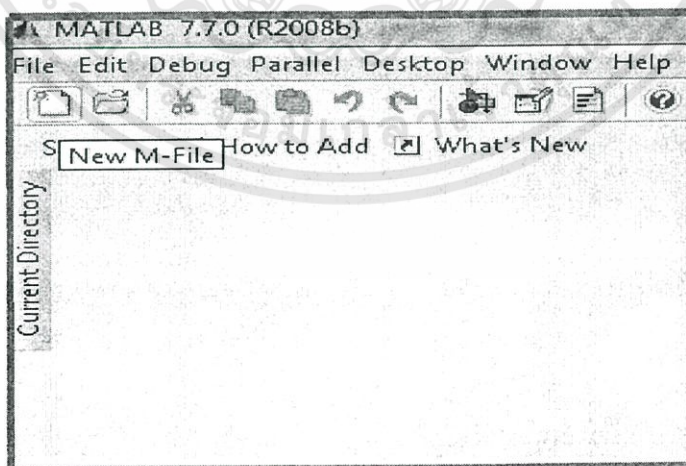 MATLAB 7.7.0 (R2008b)
File Edit Debug Parallel Desktop Window Help
S New M-File How to Add What's New
Current Directory